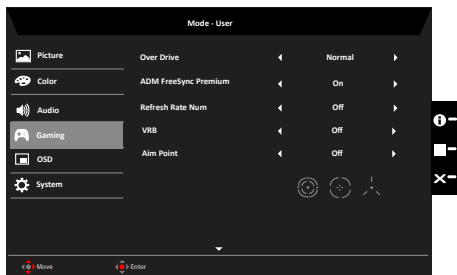 Mode - User
Picture
Over Drive Normal
Color
ADM FreeSync Premium On
Audio
Refresh Rate Num Off
Gaming
VRB Off
OSD
Aim Point Off
System
Move Enter